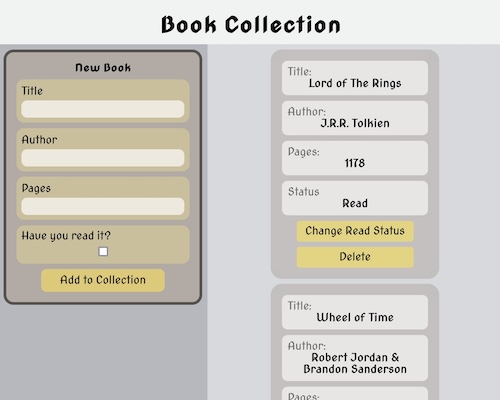 Book Collection
New Book
Title
Author
Pages
Have you read it?
Add to Collection
Title:
Lord of The Rings
Author:
J.R.R. Tolkien
Pages:
1178
Status
Read
Change Read Status
Delete
Title:
Wheel of Time
Author:
Robert Jordan &
Brandon Sanderson
Pages: